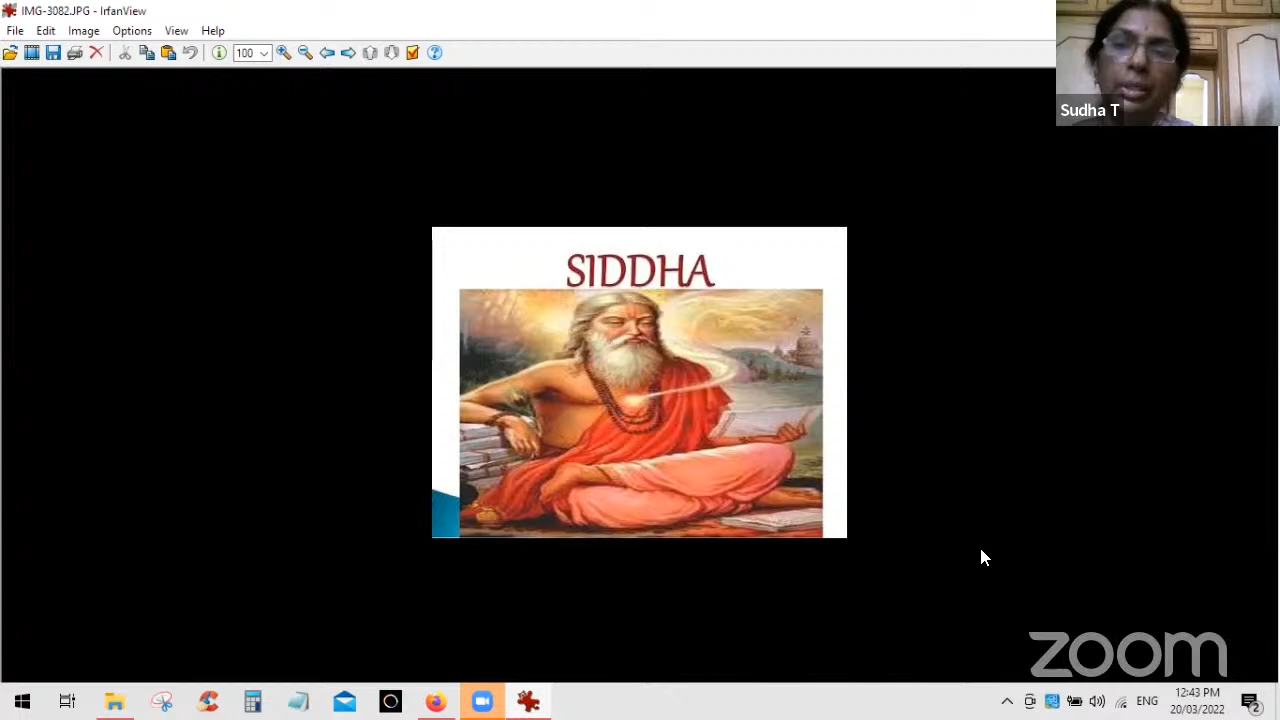 IMG-3082.JPG - IrfanView
File Edit Image Options View Help
100
Sudha T
SIDDHA
zoom
ENG
12:43 PM
20/03/2022
2